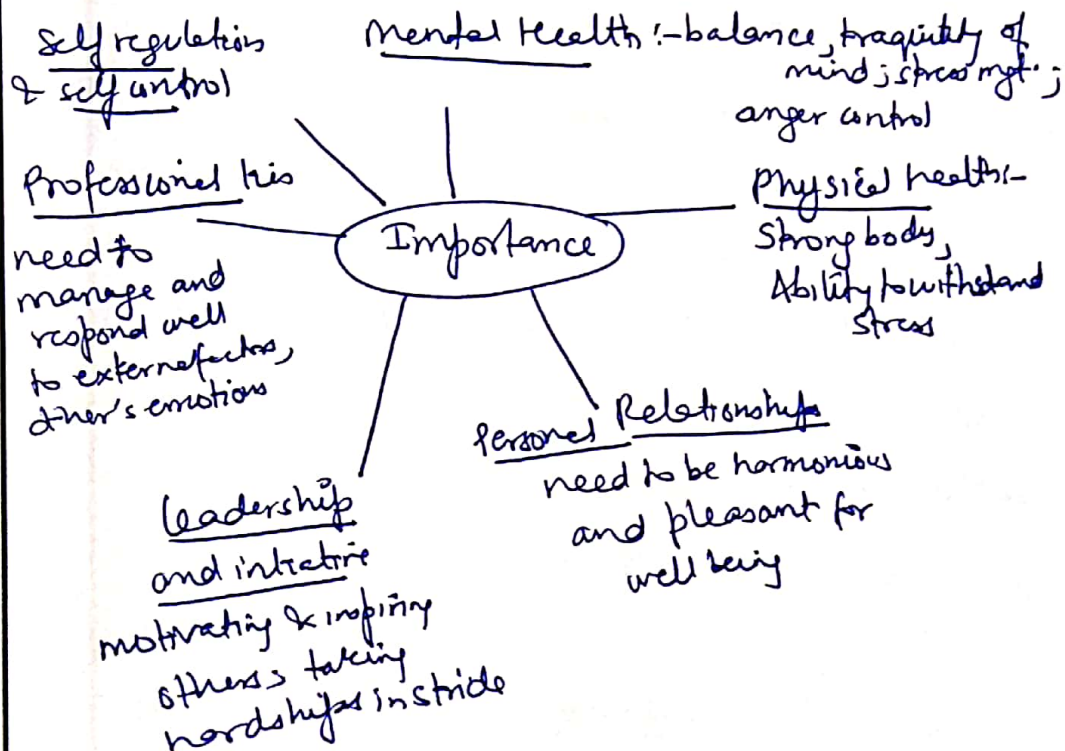 Self regulation
& self control
Mental Health :- balance, traquility of
mind ; stress mgt. ;
anger control
Professional
need to
manage and
respond well
to external factors,
other's emotions
Importance
Physical health :-
Strong body,
Ability to withstand
stress
Personal Relationships
need to be harmonious
and pleasant for
well being
Leadership
and initiative
motivating & inspiring
others; taking
hardships in stride